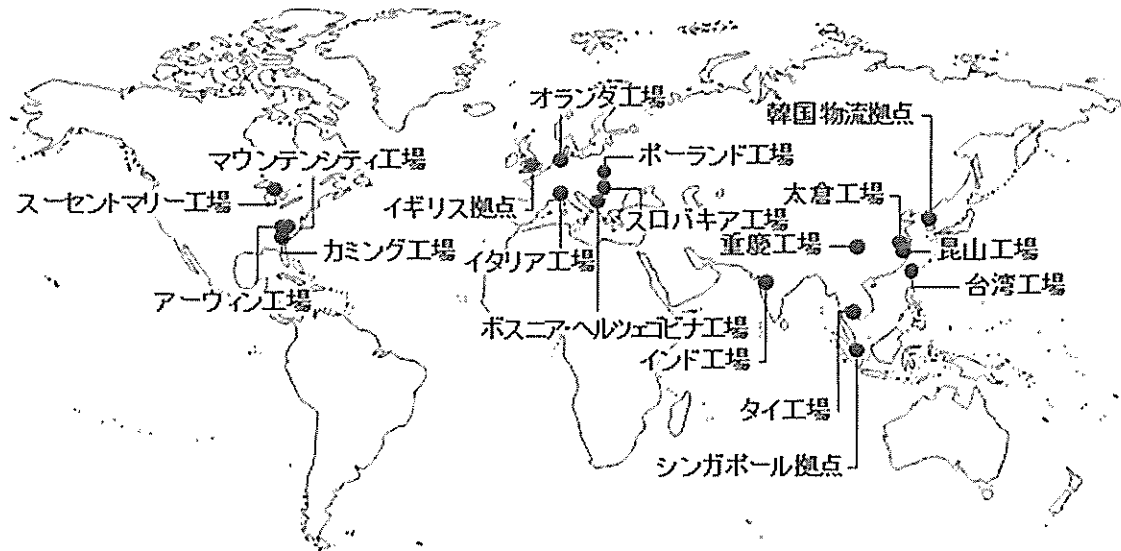 オランダ工場
韓国物流拠点
マウンテンシティ工場
ポーランド工場
スーセントマリー工場
イギリス拠点
スロバキア工場
太倉工場
カミング工場
イタリア工場
重慶工場
昆山工場
アーヴィン工場
台湾工場
ボスニア・ヘルツェゴビナ工場
インド工場
タイ工場
シンガポール拠点